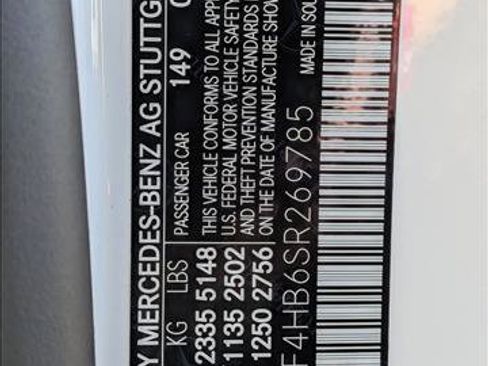 Y MERCEDES-BENZ AG STUTTG
KG LBS PASSENGER CAR 149
2335 5148 THIS VEHICLE CONFORMS TO ALL APP
1135 2502 U.S. FEDERAL MOTOR VEHICLE SAFETY
AND THEFT PREVENTION STANDARDS
1250 2756 ON THE DATE OF MANUFACTURE SHOW
F4HB6SR269785 MADE IN SOU